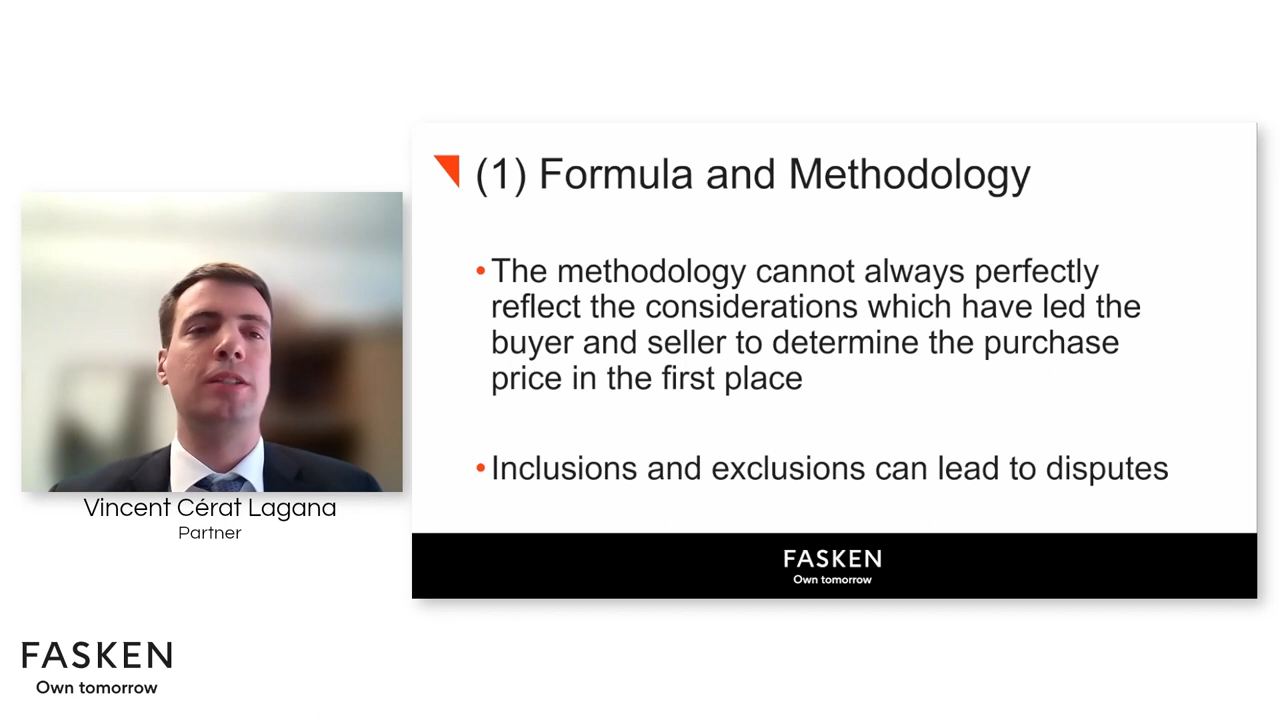 (1) Formula and Methodology
• The methodology cannot always perfectly
reflect the considerations which have led the
buyer and seller to determine the purchase
price in the first place
• Inclusions and exclusions can lead to disputes
FASKEN
Own tomorrow
Vincent Cérat Lagana
Partner
FASKEN
Own tomorrow